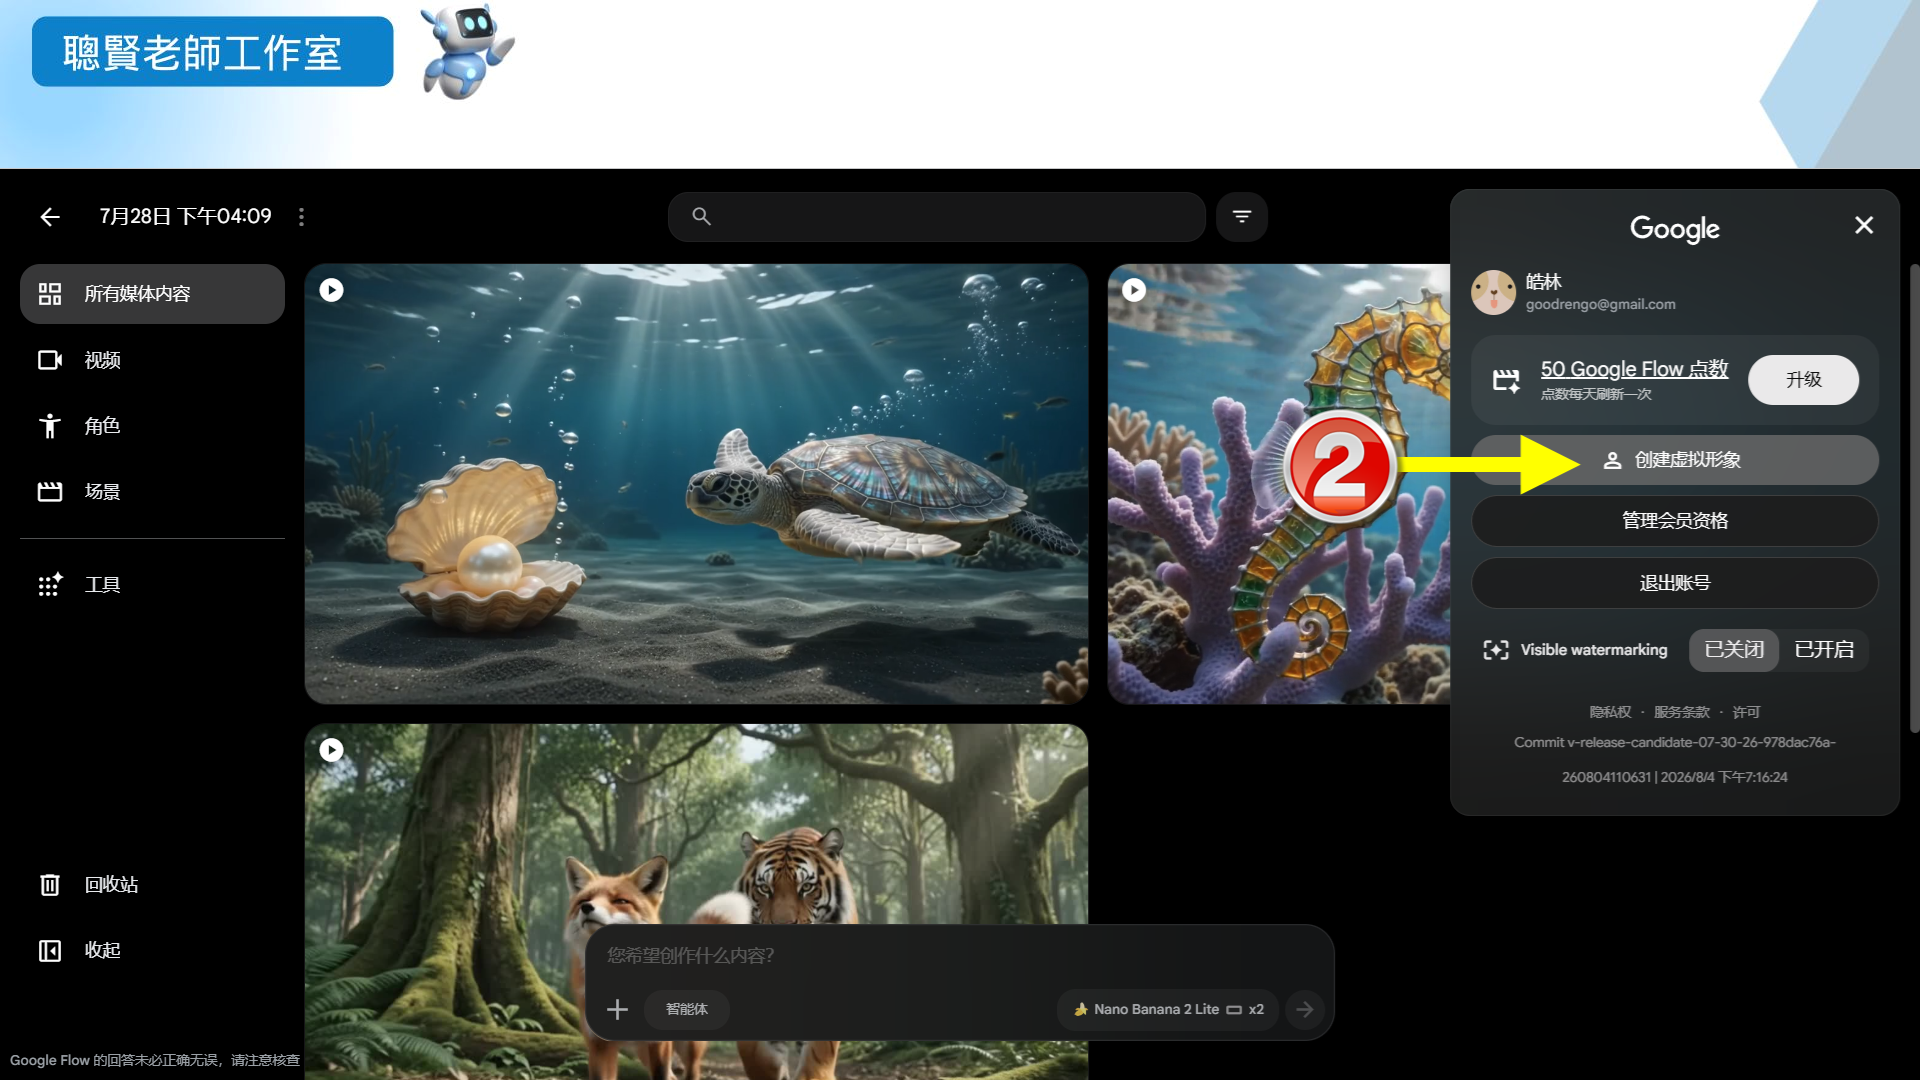 聰賢老師工作室
7月28日 下午04:09
所有媒体内容
视频
角色
场景
工具
回收站
收起
Google Flow 的回答未必正确无误，请注意核查
2
您希望创作什么内容?
智能体
Nano Banana 2 Lite x2
Google
皓林
goodrengo@gmail.com
50 Google Flow 点数
点数每天刷新一次
升级
创建虚拟形象
管理会员资格
退出账号
Visible watermarking 已关闭 已开启
隐私权 · 服务条款 · 许可
Commit v-release-candidate-07-30-26-978dac76a-
260804110631 | 2026/8/4 下午7:16:24